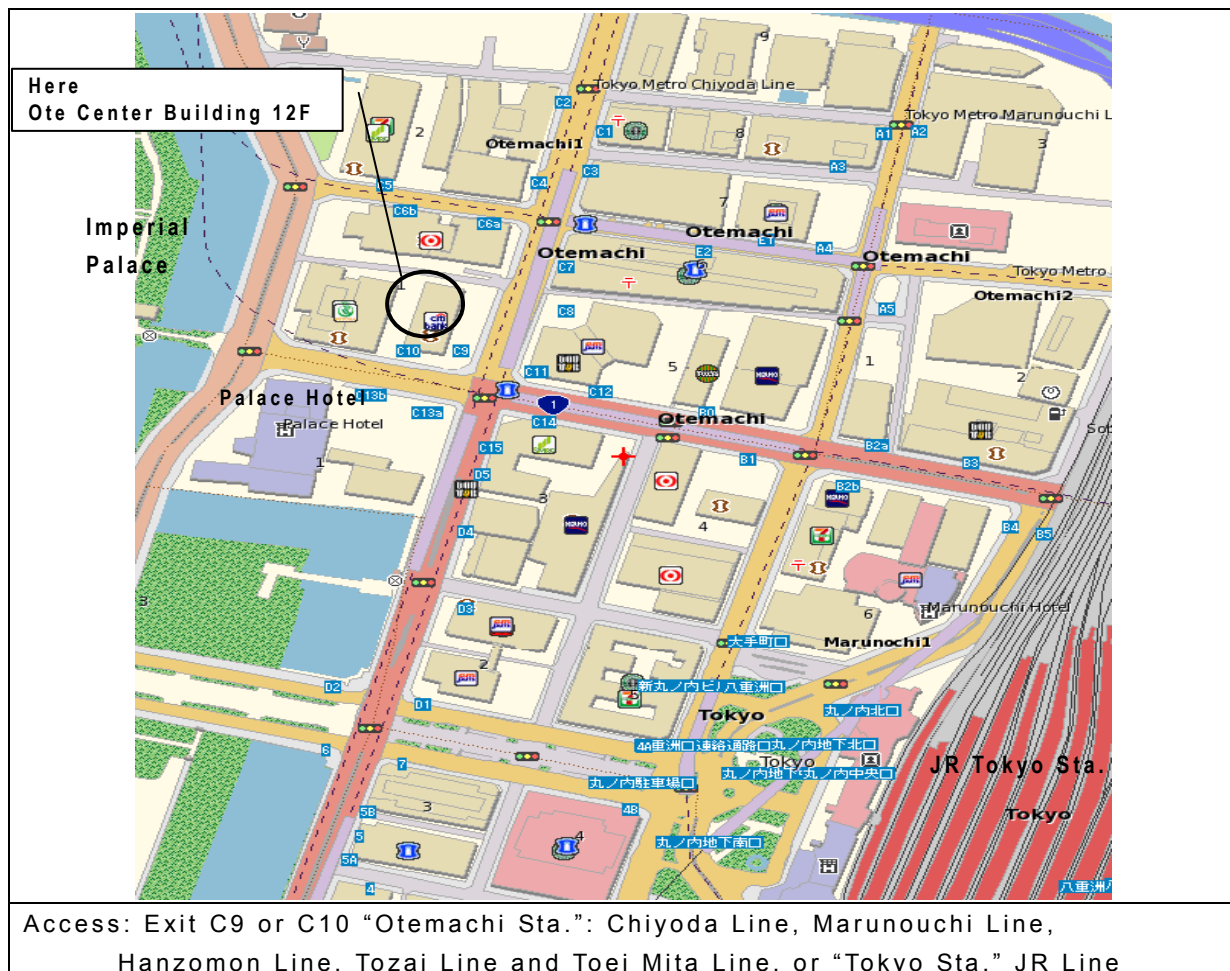 Here
Ote Center Building 12F
9
Tokyo Metro Chiyoda Line
C2
C1
〒
8
A1
A2
Tokyo Metro Marunouchi L
2
Otemachi1
3
C3
A3
C5
C4
C6b
C6a
7
Imperial
Palace
Otemachi
E1
A4
Otemachi
E2
Otemachi
C7
〒
Tokyo Metro
1
Otemachi2
C8
A5
citi
bank
C10
C9
C11
5
1
2
C12
Palace Hotel
C13b
C13a
1
B0
Palace Hotel
C14
Otemachi
C15
B1
B2a
B3
1
D5
3
B2b
D4
4
B4
B5
〒
3
D3
6
Marunouchi Hotel
大手町口
Marunochi1
2
D2
新丸ノ内ビ
八重洲口
5
D1
Tokyo
丸ノ内北口
6
4A
重洲口連絡通路口
丸ノ内地下北口
7
Tokyo
JR Tokyo Sta.
丸ノ内地下
丸ノ内中央口
丸ノ内駐車場口
3
5B
4B
Tokyo
5
4
丸ノ内地下南口
5A
4
八重洲
Access: Exit C9 or C10 “Otemachi Sta.”: Chiyoda Line, Marunouchi Line,
Hanzomon Line, Tozai Line and Toei Mita Line, or “Tokyo Sta.” JR Line